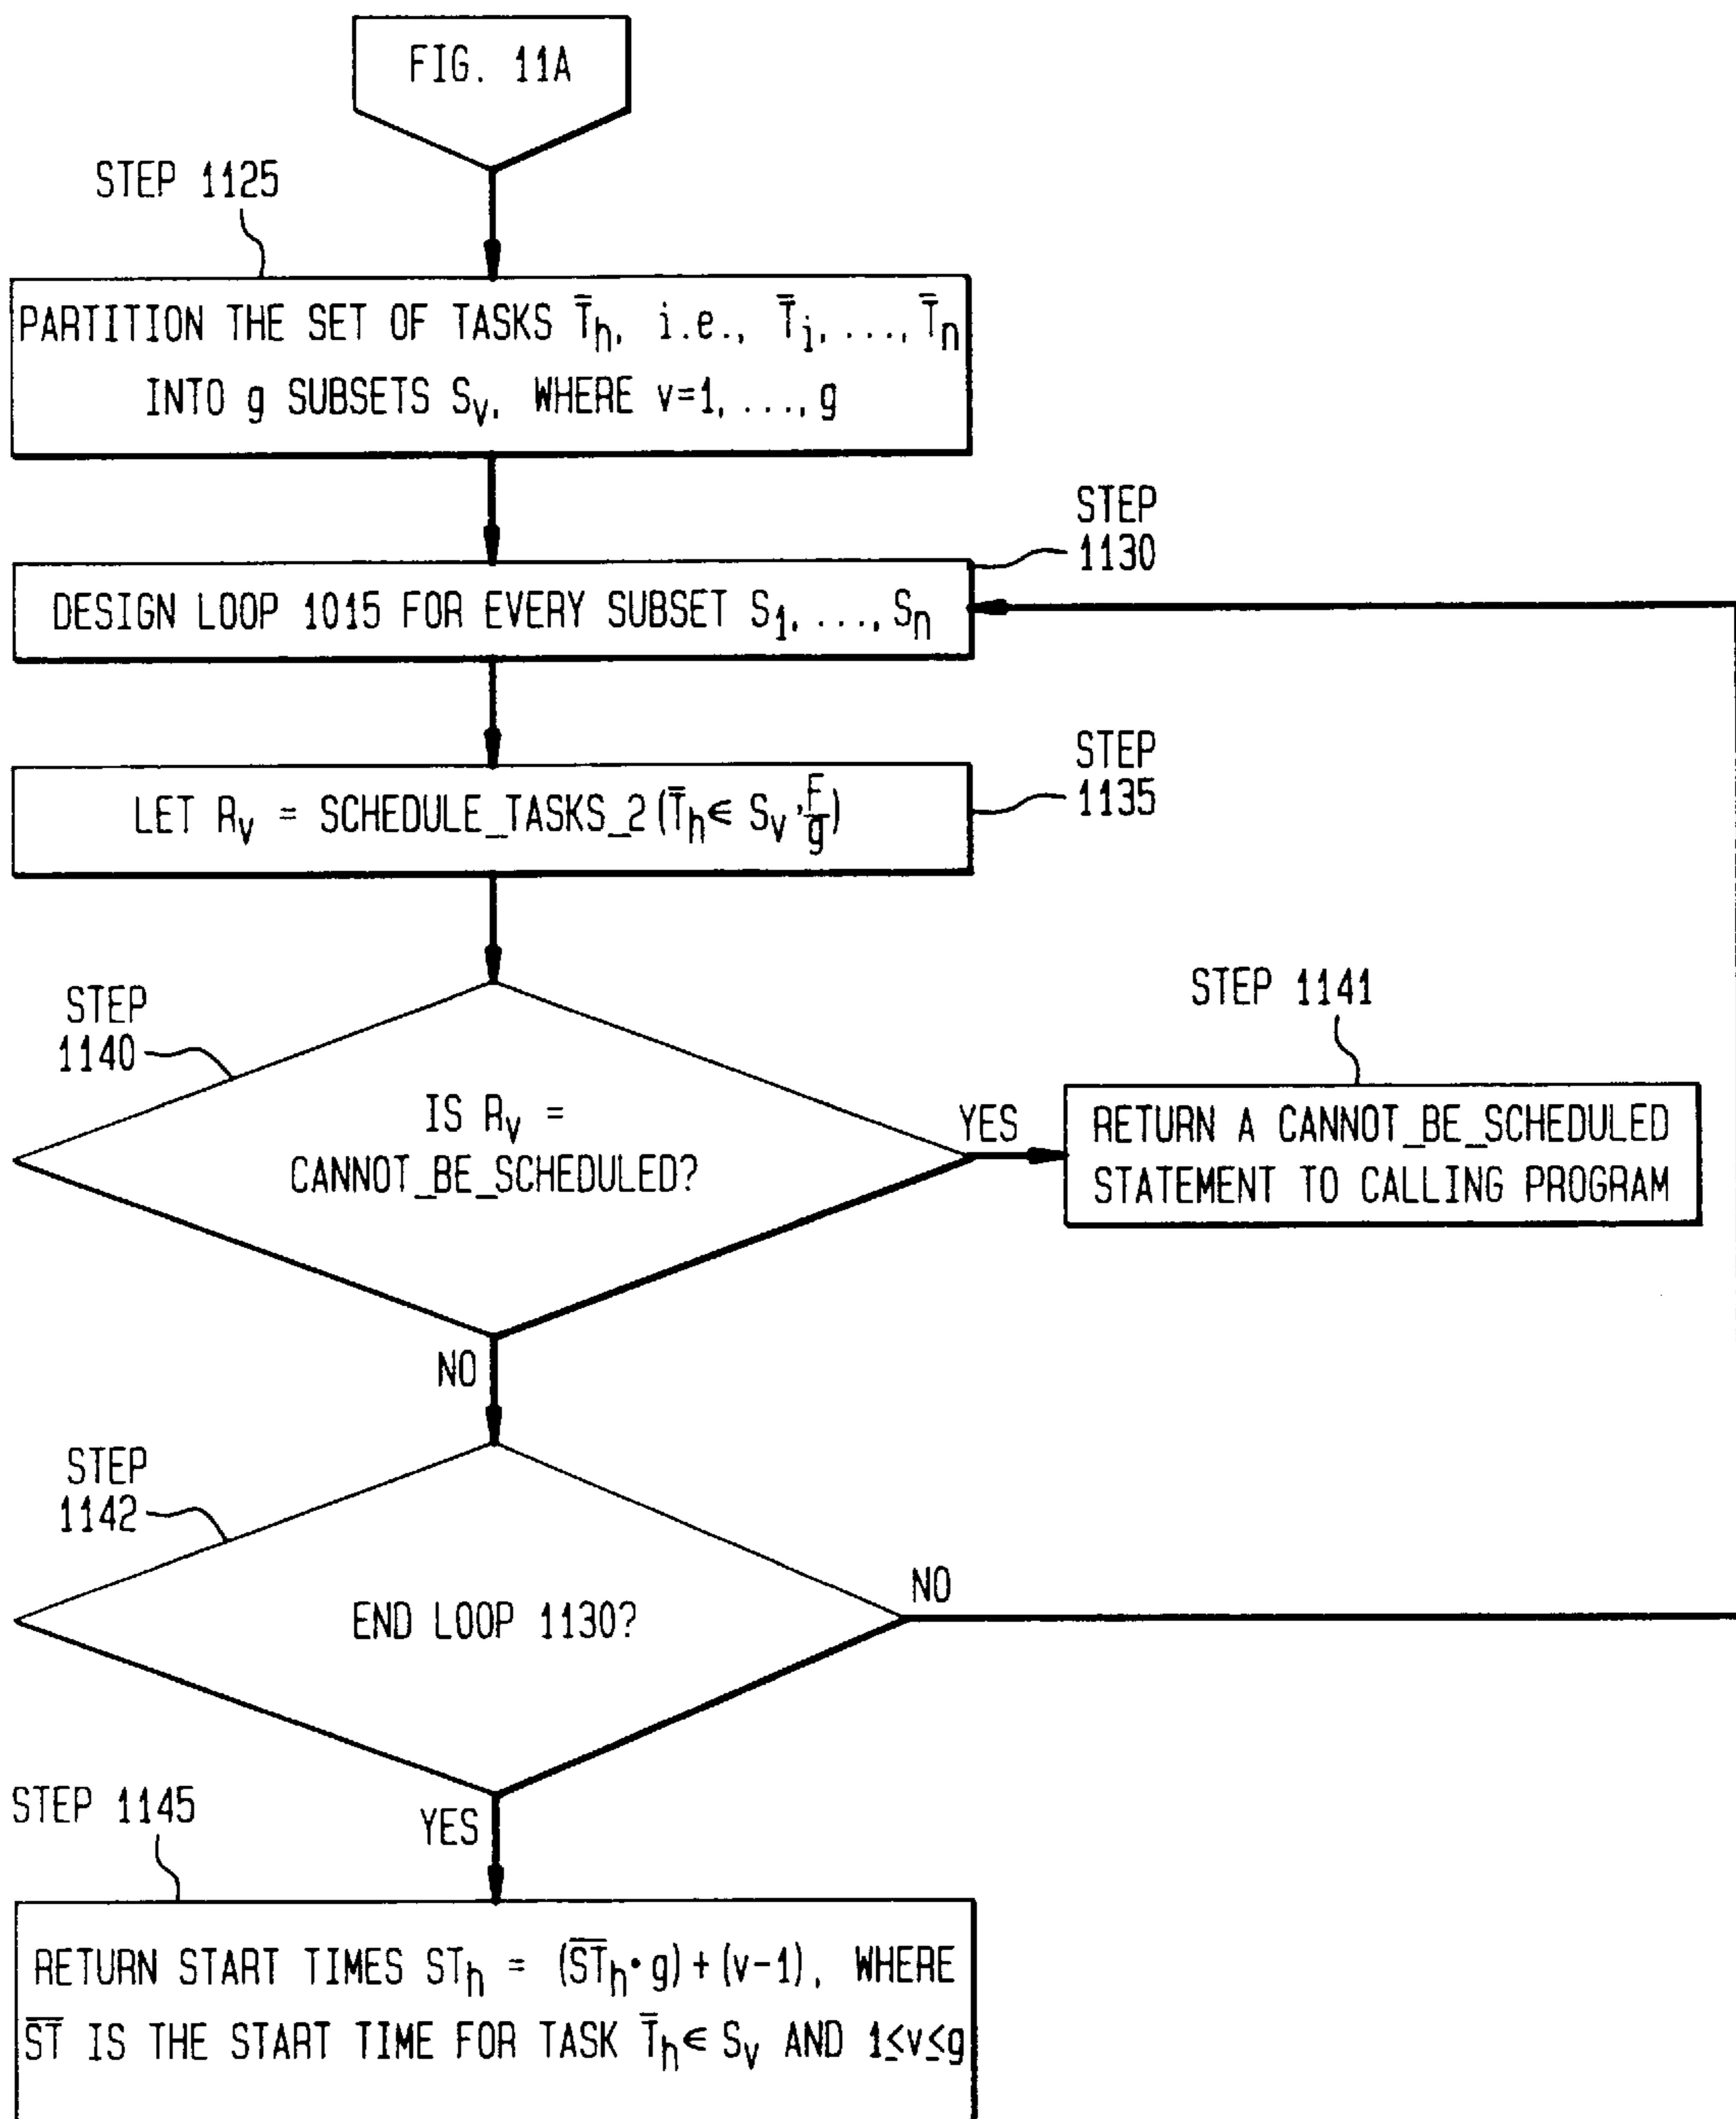 FIG. 11A
STEP 1125
PARTITION THE SET OF TASKS T̄h, i.e., T̄i, ..., T̄n
INTO g SUBSETS Sv, WHERE v=1, ..., g
STEP
1130
DESIGN LOOP 1015 FOR EVERY SUBSET S1, ..., Sn
STEP
1135
LET Rv = SCHEDULE_TASKS_2 (T̄h ∈ Sv, F/g)
STEP
1140
IS Rv =
CANNOT_BE_SCHEDULED?
YES
STEP 1141
RETURN A CANNOT_BE_SCHEDULED
STATEMENT TO CALLING PROGRAM
NO
STEP
1142
END LOOP 1130?
NO
YES
STEP 1145
RETURN START TIMES STh = (S̅T̅h • g) + (v-1), WHERE
S̅T̅ IS THE START TIME FOR TASK T̄h ∈ Sv AND 1≤v≤g